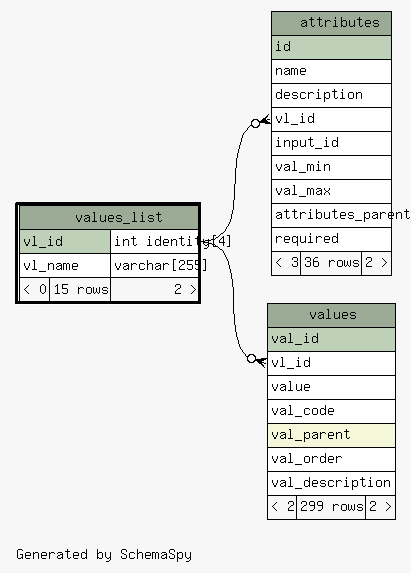 attributes
id
name
description
vl_id
input_id
val_min
val_max
attributes_parent
required
< 3 36 rows 2 >
values_list
vl_id int identity[4]
vl_name varchar[255]
< 0 15 rows 2 >
values
val_id
vl_id
value
val_code
val_parent
val_order
val_description
< 2 299 rows 2 >
Generated by SchemaSpy